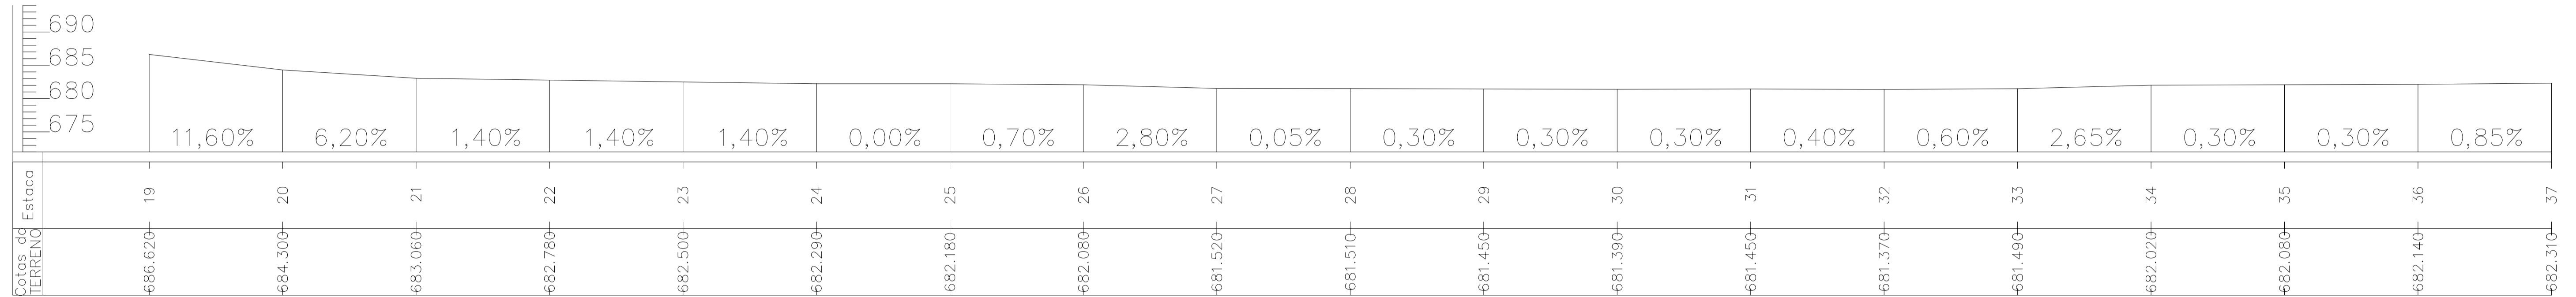 690
685
680
675
11,60% 6,20% 1,40% 1,40% 1,40% 0,00% 0,70% 2,80% 0,05% 0,30% 0,30% 0,30% 0,40% 0,60% 2,65% 0,30% 0,30% 0,85%
Estaca 19 20 21 22 23 24 25 26 27 28 29 30 31 32 33 34 35 36 37
Cotas do
TERRENO
686.620 684.300 683.060 682.780 682.500 682.290 682.180 682.080 681.520 681.510 681.450 681.390 681.450 681.370 681.490 682.020 682.080 682.140 682.310